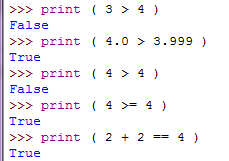 >>> print ( 3 > 4 )
False
>>> print ( 4.0 > 3.999 )
True
>>> print ( 4 > 4 )
False
>>> print ( 4 >= 4 )
True
>>> print ( 2 + 2 == 4 )
True